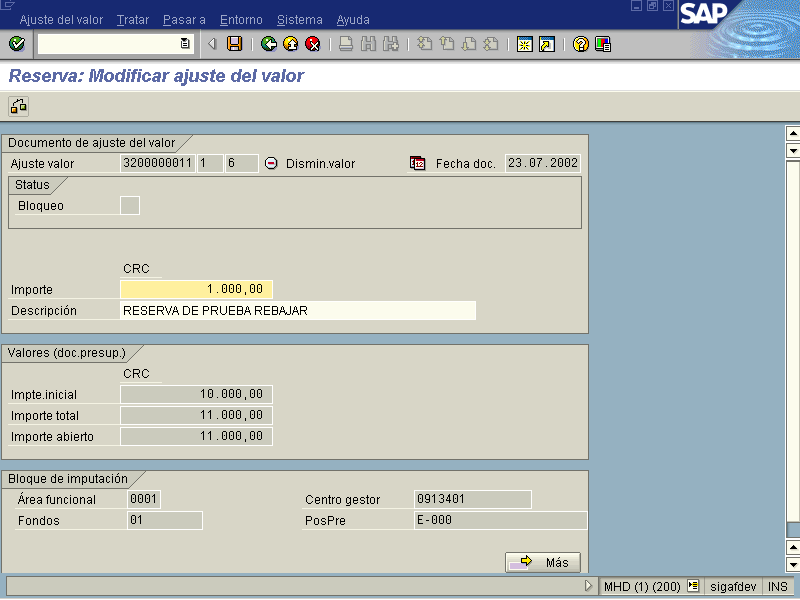 Ajuste del valor Tratar Pasar a Entorno Sistema Ayuda
SAP
Reserva: Modificar ajuste del valor
Documento de ajuste del valor
Ajuste valor 3200000011 1 6 Dismin.valor Fecha doc. 23.07.2002
Status
Bloqueo
CRC
Importe 1.000,00
Descripción RESERVA DE PRUEBA REBAJAR
Valores (doc.presup.)
CRC
Impte.inicial 10.000,00
Importe total 11.000,00
Importe abierto 11.000,00
Bloque de imputación
Área funcional 0001 Centro gestor 0913401
Fondos 01 PosPre E-000
Más
MHD (1) (200) sigafdev INS